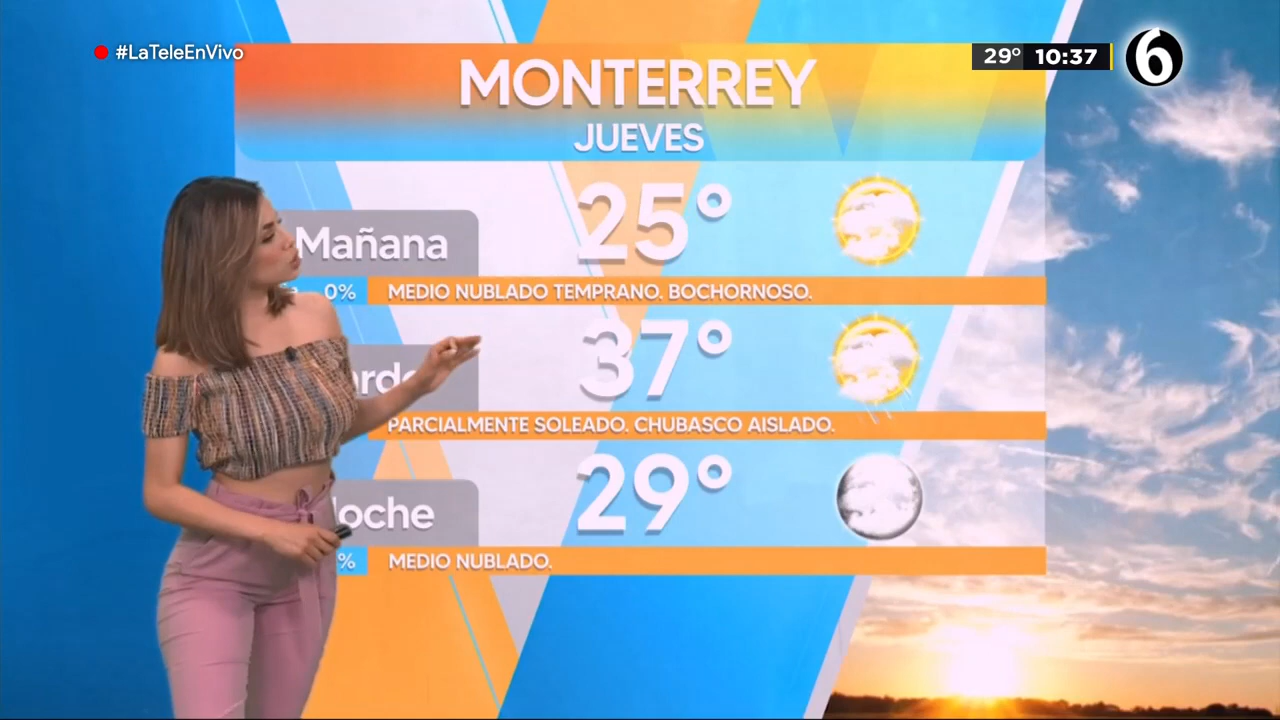 #LaTeleEnVivo
29° 10:37 6
MONTERREY
JUEVES
Mañana 25°
0% MEDIO NUBLADO TEMPRANO. BOCHORNOSO.
37°
PARCIALMENTE SOLEADO. CHUBASCO AISLADO.
29°
% MEDIO NUBLADO.